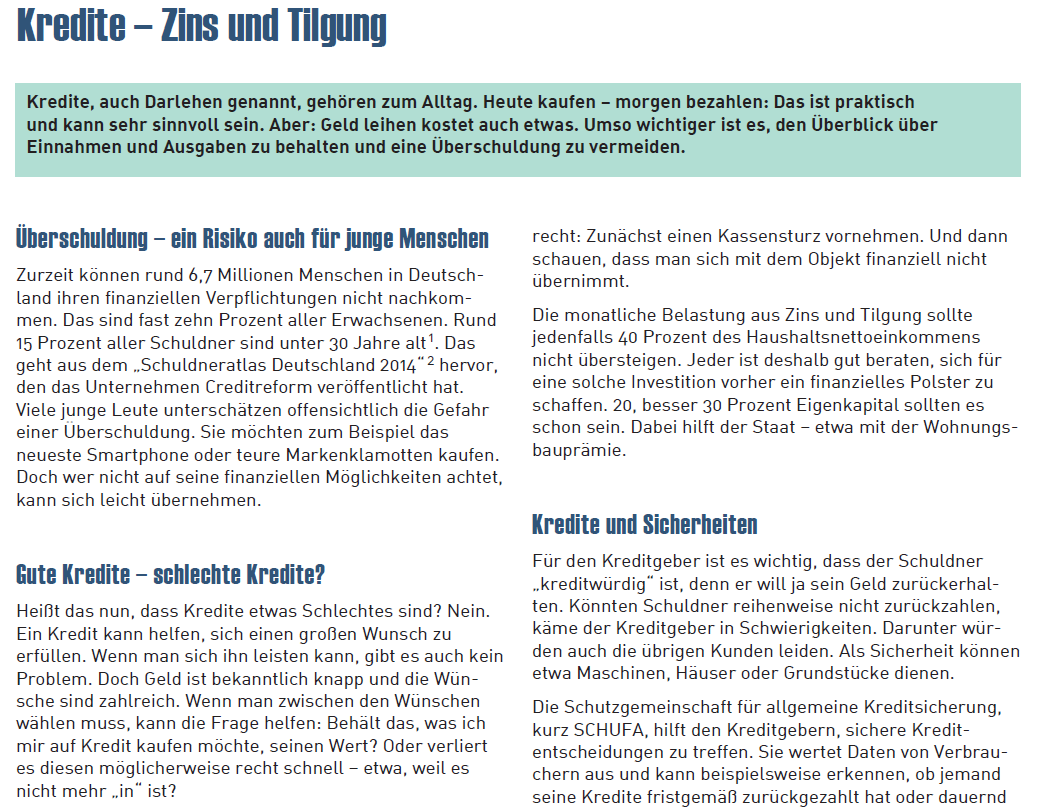 Kredite – Zins und Tilgung
Kredite, auch Darlehen genannt, gehören zum Alltag. Heute kaufen – morgen bezahlen: Das ist praktisch
und kann sehr sinnvoll sein. Aber: Geld leihen kostet auch etwas. Umso wichtiger ist es, den Überblick über
Einnahmen und Ausgaben zu behalten und eine Überschuldung zu vermeiden.
Überschuldung – ein Risiko auch für junge Menschen
Zurzeit können rund 6,7 Millionen Menschen in Deutsch-
land ihren finanziellen Verpflichtungen nicht nachkom-
men. Das sind fast zehn Prozent aller Erwachsenen. Rund
15 Prozent aller Schuldner sind unter 30 Jahre alt¹. Das
geht aus dem „Schuldneratlas Deutschland 2014“ ² hervor,
den das Unternehmen Creditreform veröffentlicht hat.
Viele junge Leute unterschätzen offensichtlich die Gefahr
einer Überschuldung. Sie möchten zum Beispiel das
neueste Smartphone oder teure Markenklamotten kaufen.
Doch wer nicht auf seine finanziellen Möglichkeiten achtet,
kann sich leicht übernehmen.
Gute Kredite – schlechte Kredite?
Heißt das nun, dass Kredite etwas Schlechtes sind? Nein.
Ein Kredit kann helfen, sich einen großen Wunsch zu
erfüllen. Wenn man sich ihn leisten kann, gibt es auch kein
Problem. Doch Geld ist bekanntlich knapp und die Wün-
sche sind zahlreich. Wenn man zwischen den Wünschen
wählen muss, kann die Frage helfen: Behält das, was ich
mir auf Kredit kaufen möchte, seinen Wert? Oder verliert
es diesen möglicherweise recht schnell – etwa, weil es
nicht mehr „in“ ist?
recht: Zunächst einen Kassensturz vornehmen. Und dann
schauen, dass man sich mit dem Objekt finanziell nicht
übernimmt.
Die monatliche Belastung aus Zins und Tilgung sollte
jedenfalls 40 Prozent des Haushaltsnettoeinkommens
nicht übersteigen. Jeder ist deshalb gut beraten, sich für
eine solche Investition vorher ein finanzielles Polster zu
schaffen. 20, besser 30 Prozent Eigenkapital sollten es
schon sein. Dabei hilft der Staat – etwa mit der Wohnungs-
bauprämie.
Kredite und Sicherheiten
Für den Kreditgeber ist es wichtig, dass der Schuldner
„kreditwürdig“ ist, denn er will ja sein Geld zurückerhal-
ten. Könnten Schuldner reihenweise nicht zurückzahlen,
käme der Kreditgeber in Schwierigkeiten. Darunter wür-
den auch die übrigen Kunden leiden. Als Sicherheit können
etwa Maschinen, Häuser oder Grundstücke dienen.
Die Schutzgemeinschaft für allgemeine Kreditsicherung,
kurz SCHUFA, hilft den Kreditgebern, sichere Kredit-
entscheidungen zu treffen. Sie wertet Daten von Verbrau-
chern aus und kann beispielsweise erkennen, ob jemand
seine Kredite fristgemäß zurückgezahlt hat oder dauernd